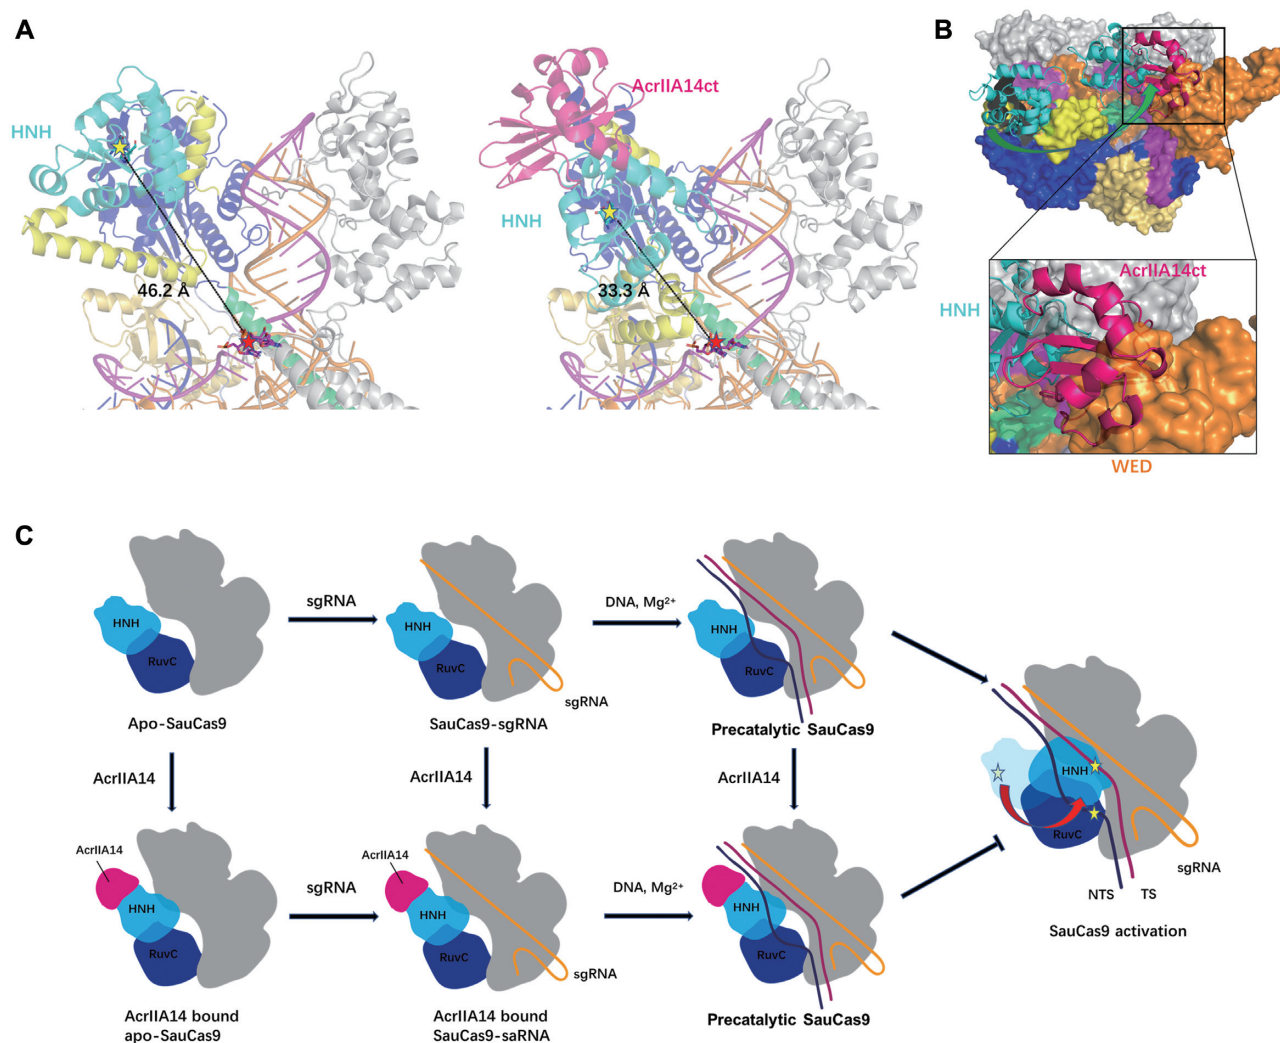 A
HNH
46.2 Å
AcrIIA14ct
HNH
33.3 Å
B
AcrIIA14ct
HNH
WED
C
HNH
RuvC
Apo-SauCas9
sgRNA
HNH
RuvC
sgRNA
SauCas9-sgRNA
DNA, Mg²⁺
HNH
RuvC
Precatalytic SauCas9
AcrIIA14
AcrIIA14
AcrIIA14
HNH
RuvC
NTS
TS
sgRNA
SauCas9 activation
AcrIIA14
HNH
RuvC
AcrIIA14 bound
apo-SauCas9
sgRNA
AcrIIA14
HNH
RuvC
sgRNA
AcrIIA14 bound
SauCas9-saRNA
DNA, Mg²⁺
HNH
RuvC
Precatalytic SauCas9